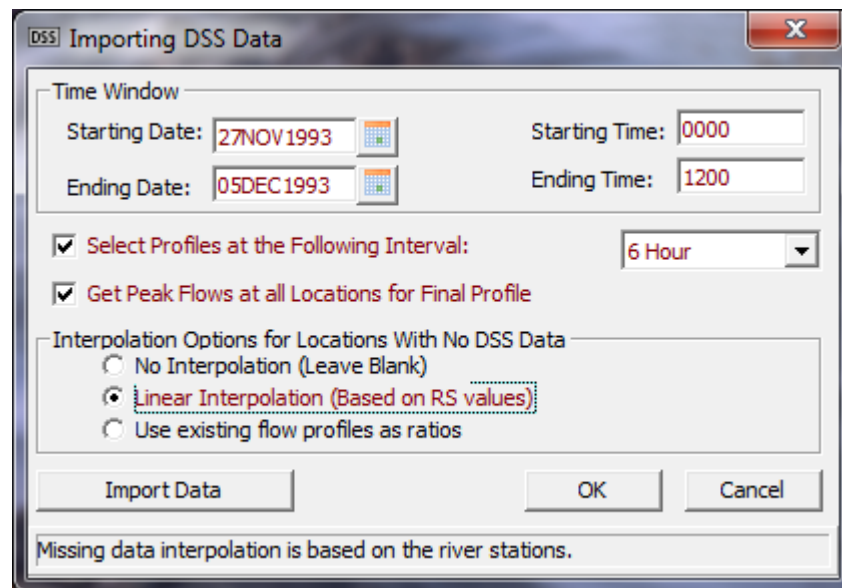 DSS Importing DSS Data
X
Time Window
Starting Date: 27NOV1993 Starting Time: 0000
Ending Date: 05DEC1993 Ending Time: 1200
Select Profiles at the Following Interval: 6 Hour
Get Peak Flows at all Locations for Final Profile
Interpolation Options for Locations With No DSS Data
No Interpolation (Leave Blank)
Linear Interpolation (Based on RS values)
Use existing flow profiles as ratios
Import Data OK Cancel
Missing data interpolation is based on the river stations.